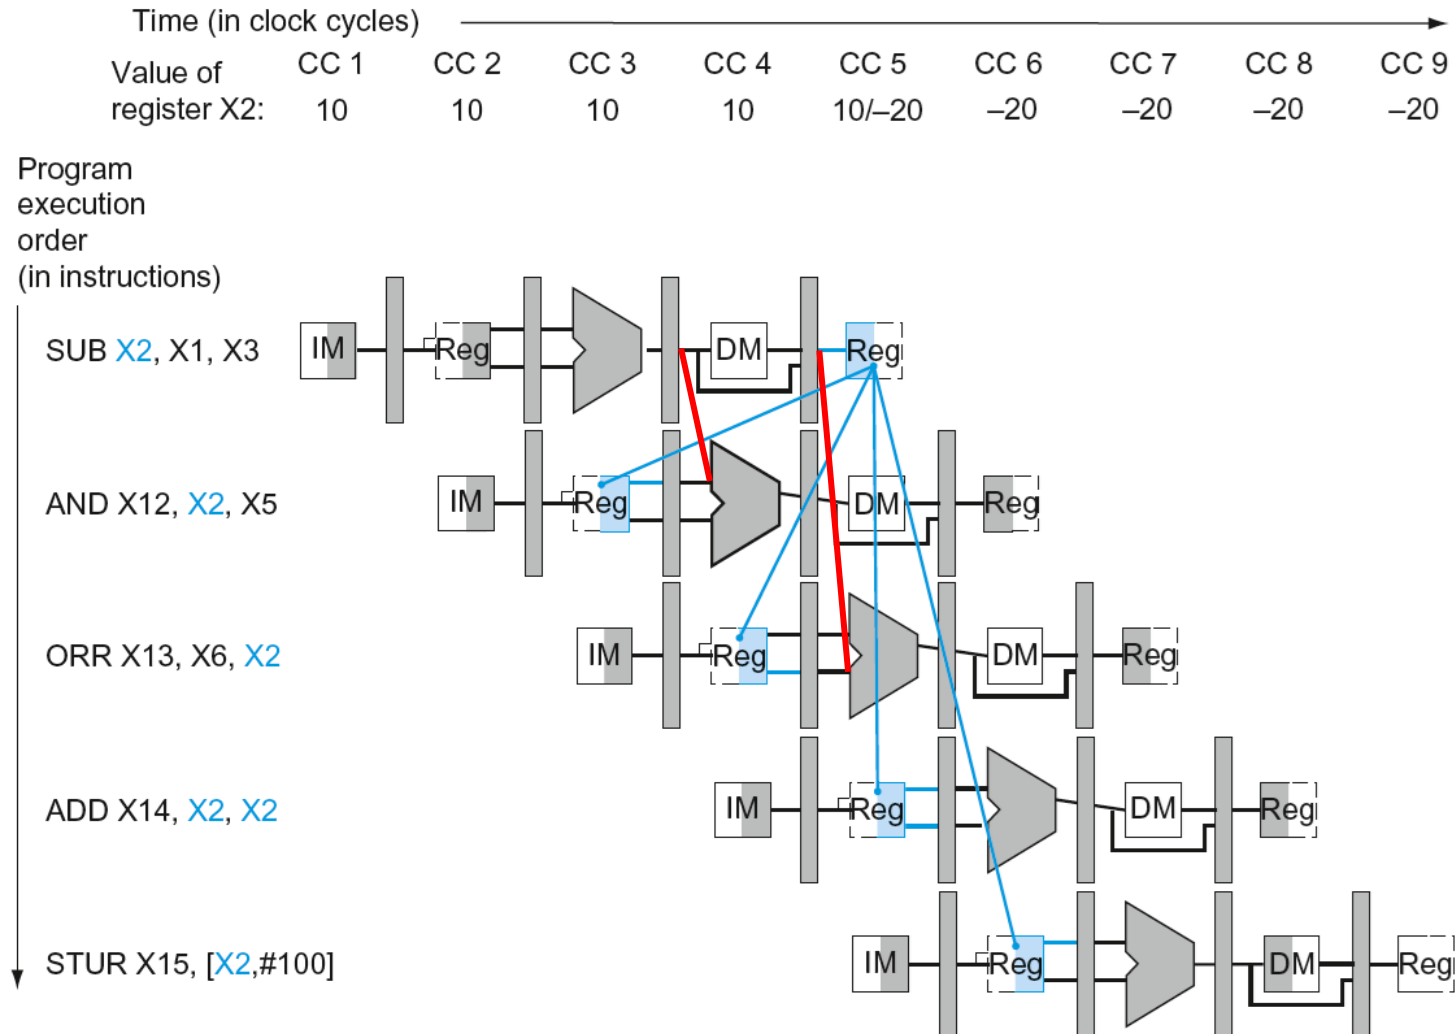 Time (in clock cycles)
CC 1 CC 2 CC 3 CC 4 CC 5 CC 6 CC 7 CC 8 CC 9
Value of
register X2: 10 10 10 10 10/–20 –20 –20 –20 –20
Program
execution
order
(in instructions)
SUB X2, X1, X3 IM Reg DM Reg
AND X12, X2, X5 IM Reg DM Reg
ORR X13, X6, X2 IM Reg DM Reg
ADD X14, X2, X2 IM Reg DM Reg
STUR X15, [X2,#100] IM Reg DM Reg